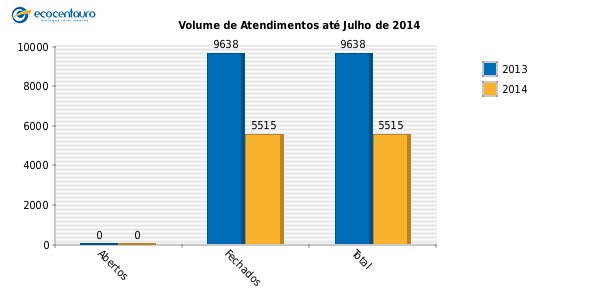 ecocentauro
Volume de Atendimentos até Julho de 2014
10000
8000
6000
4000
2000
0
0
0
9638
5515
9638
5515
Abertos
Fechados
Total
2013
2014